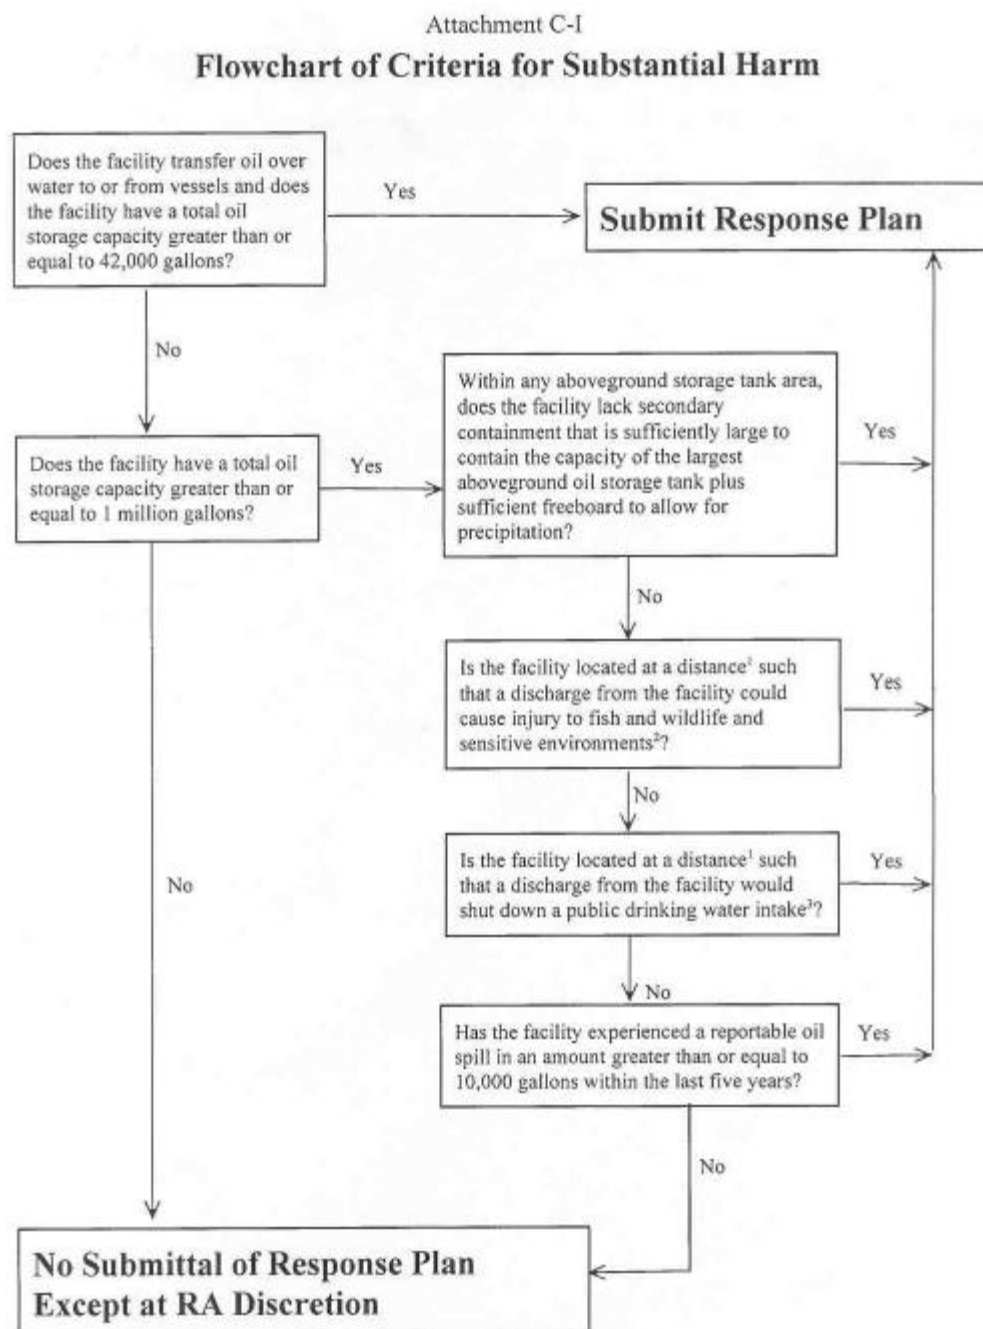 Attachment C-I
Flowchart of Criteria for Substantial Harm
Does the facility transfer oil over
water to or from vessels and does
the facility have a total oil
storage capacity greater than or
equal to 42,000 gallons?
Yes
Submit Response Plan
No
Does the facility have a total oil
storage capacity greater than or
equal to 1 million gallons?
Yes
Within any aboveground storage tank area,
does the facility lack secondary
containment that is sufficiently large to
contain the capacity of the largest
aboveground oil storage tank plus
sufficient freeboard to allow for
precipitation?
Yes
No
Is the facility located at a distance¹ such
that a discharge from the facility could
cause injury to fish and wildlife and
sensitive environments²?
Yes
No
Is the facility located at a distance¹ such
that a discharge from the facility would
shut down a public drinking water intake³?
Yes
No
No
Has the facility experienced a reportable oil
spill in an amount greater than or equal to
10,000 gallons within the last five years?
Yes
No
No Submittal of Response Plan
Except at RA Discretion